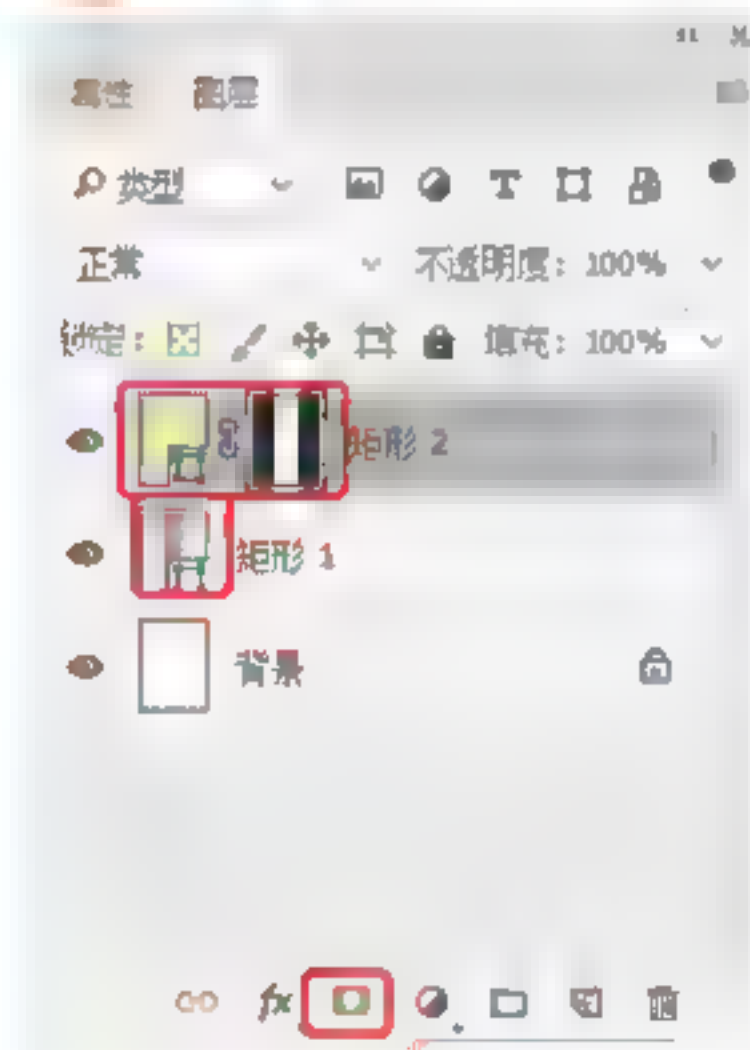 属性 图层
类型
正常 不透明度: 100%
锁定: 填充: 100%
矩形 2
矩形 1
背景
fx